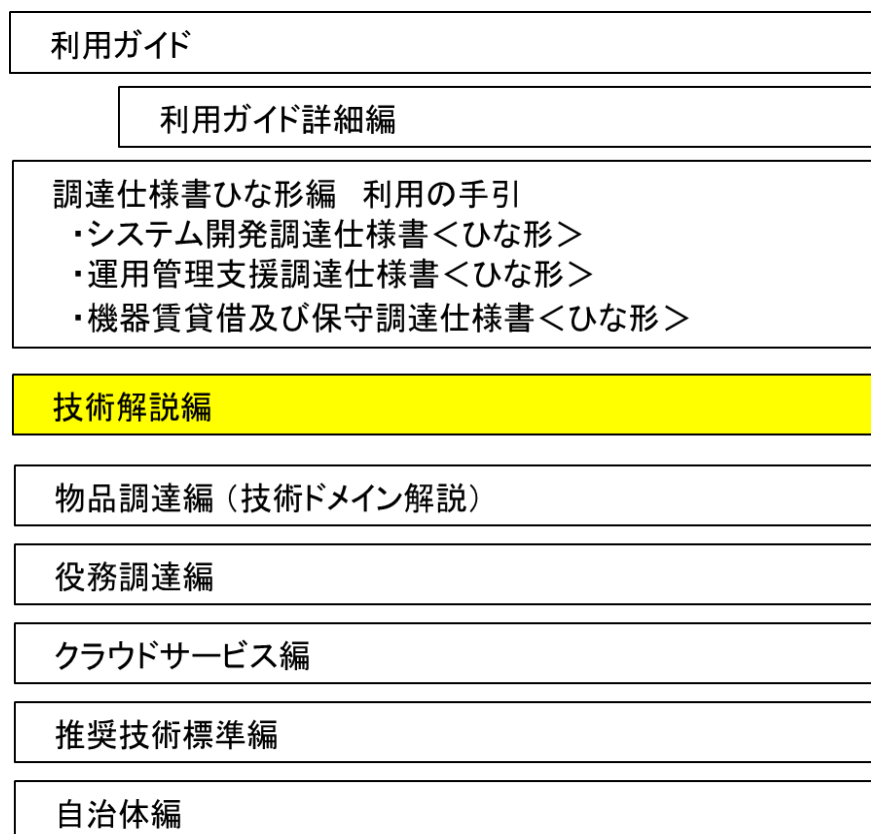 利用ガイド
利用ガイド詳細編
調達仕様書ひな形編　利用の手引
・システム開発調達仕様書＜ひな形＞
・運用管理支援調達仕様書＜ひな形＞
・機器賃貸借及び保守調達仕様書＜ひな形＞
技術解説編
物品調達編（技術ドメイン解説）
役務調達編
クラウドサービス編
推奨技術標準編
自治体編